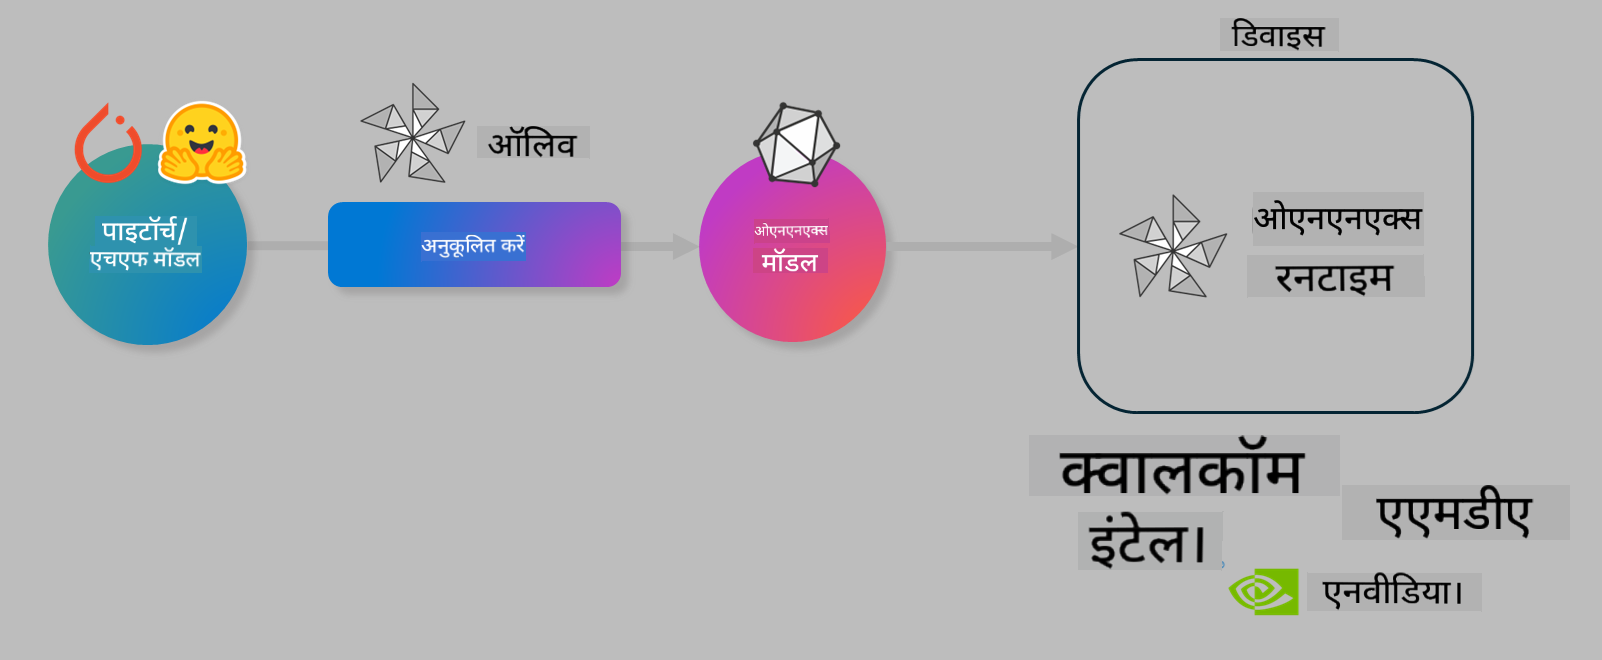 डिवाइस
ऑलिव
पाइटॉर्च/
एचएफ मॉडल
अनुकूलित करें
ओएनएनएक्स
मॉडल
ओएनएनएक्स
रनटाइम
क्वालकॉम
एएमडीए
इंटेल।
एनवीडिया।